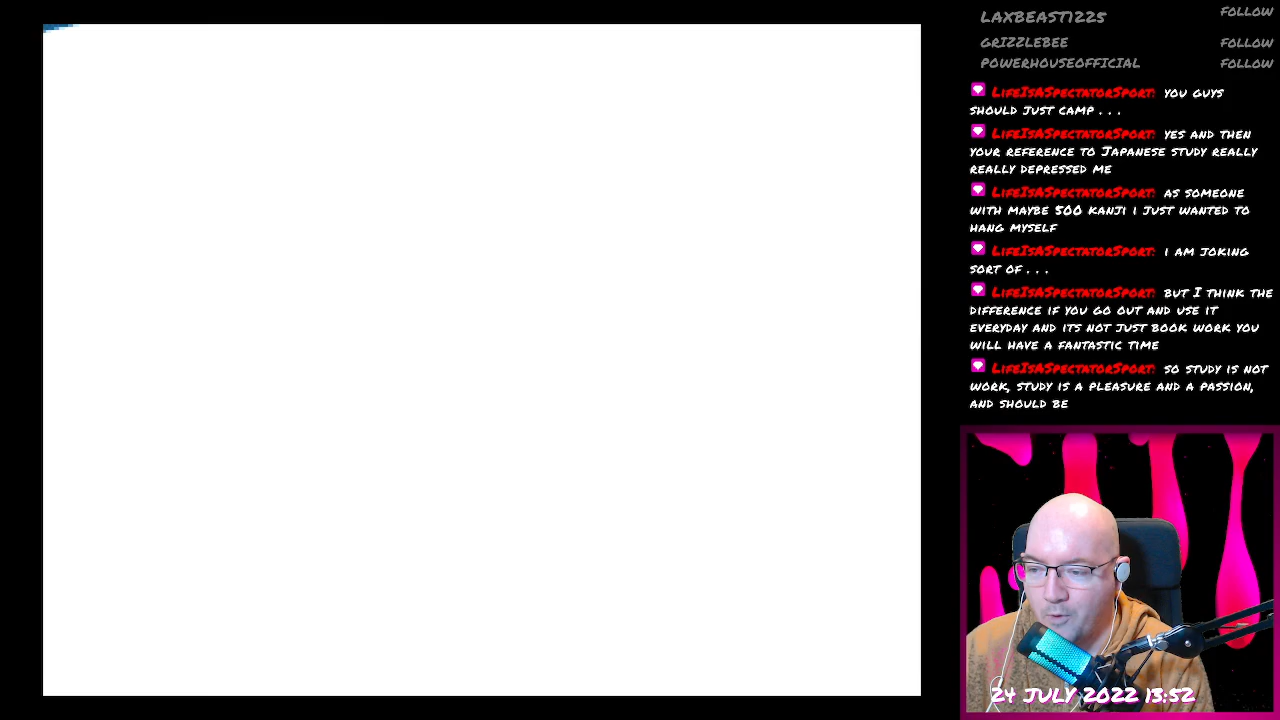 LAXBEAST1225 FOLLOW
GRIZZLEBEE FOLLOW
POWERHOUSEOFFICIAL FOLLOW
LifeIsASpectatorSport: you guys
should just camp . . .
LifeIsASpectatorSport: yes and then
your reference to Japanese study really
really depressed me
LifeIsASpectatorSport: as someone
with maybe 500 kanji i just wanted to
hang myself
LifeIsASpectatorSport: i am joking
sort of . . .
LifeIsASpectatorSport: but I think the
difference if you go out and use it
everyday and its not just book work you
will have a fantastic time
LifeIsASpectatorSport: so study is not
work, study is a pleasure and a passion,
and should be
24 JULY 2022 13:52